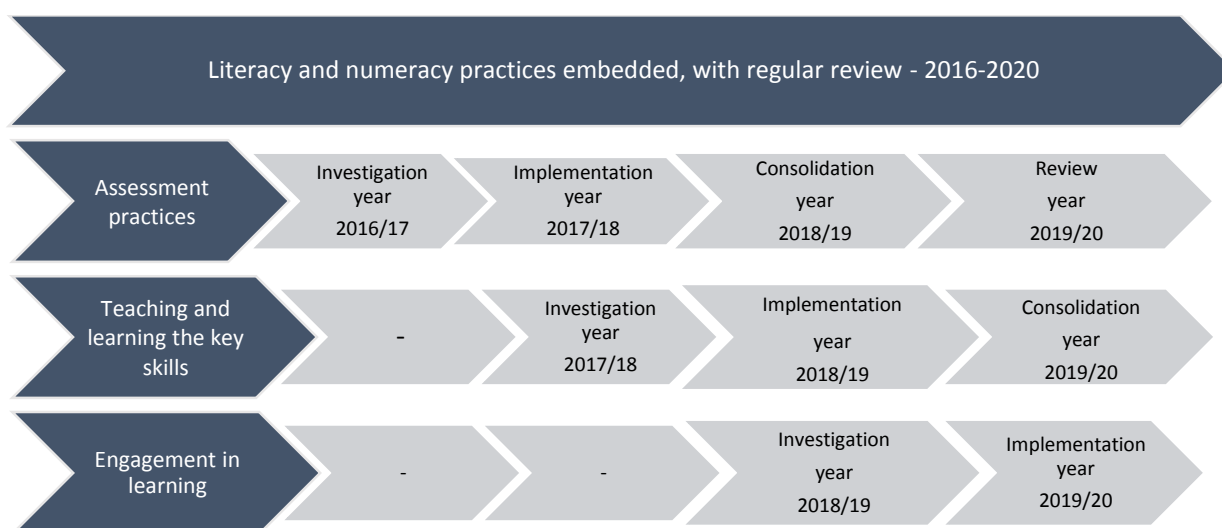 Literacy and numeracy practices embedded, with regular review - 2016-2020
Assessment
practices
Investigation
year
2016/17
Implementation
year
2017/18
Consolidation
year
2018/19
Review
year
2019/20
Teaching and
learning the key
skills
-
Investigation
year
2017/18
Implementation
year
2018/19
Consolidation
year
2019/20
Engagement in
learning
-
-
Investigation
year
2018/19
Implementation
year
2019/20